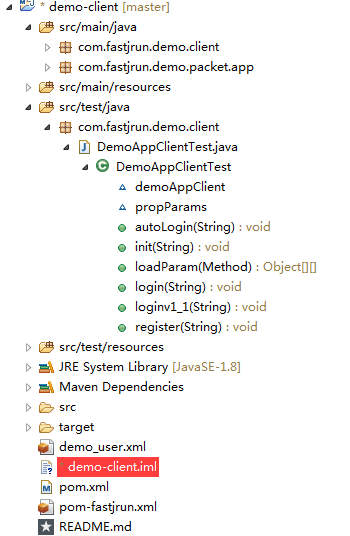 * demo-client [master]
src/main/java
com.fastjrun.demo.client
com.fastjrun.demo.packet.app
src/main/resources
src/test/java
com.fastjrun.demo.client
DemoAppClientTest.java
DemoAppClientTest
demoAppClient
propParams
autoLogin(String) : void
init(String) : void
loadParam(Method) : Object[][]
login(String) : void
loginv1_1(String) : void
register(String) : void
src/test/resources
JRE System Library [JavaSE-1.8]
Maven Dependencies
src
target
demo_user.xml
demo-client.iml
pom.xml
pom-fastjrun.xml
README.md